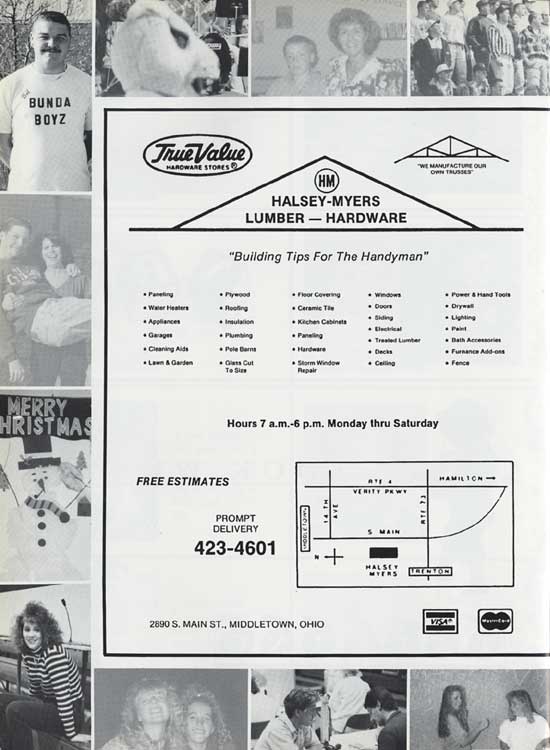 Bud
BUNDA
BOYZ
MERRY
CHRISTMAS
True Value
HARDWARE STORES®
"WE MANUFACTURE OUR
OWN TRUSSES"
HM
HALSEY-MYERS
LUMBER — HARDWARE
"Building Tips For The Handyman"
• Paneling
• Water Heaters
• Appliances
• Garages
• Cleaning Aids
• Lawn & Garden
• Plywood
• Roofing
• Insulation
• Plumbing
• Pole Barns
• Glass Cut
To Size
• Floor Covering
• Ceramic Tile
• Kitchen Cabinets
• Paneling
• Hardware
• Storm Window
Repair
• Windows
• Doors
• Siding
• Electrical
• Treated Lumber
• Decks
• Ceiling
• Power & Hand Tools
• Drywall
• Lighting
• Paint
• Bath Accessories
• Furnance Add-ons
• Fence
Hours 7 a.m.-6 p.m. Monday thru Saturday
FREE ESTIMATES
PROMPT
DELIVERY
423-4601
RTE 4
HAMILTON →
VERITY PKWY
14 TH
AVE
RTE 73
MIDDLETOWN
S. MAIN
N
HALSEY
MYERS
TRENTON
2890 S. MAIN ST., MIDDLETOWN, OHIO
VISA®
MasterCard